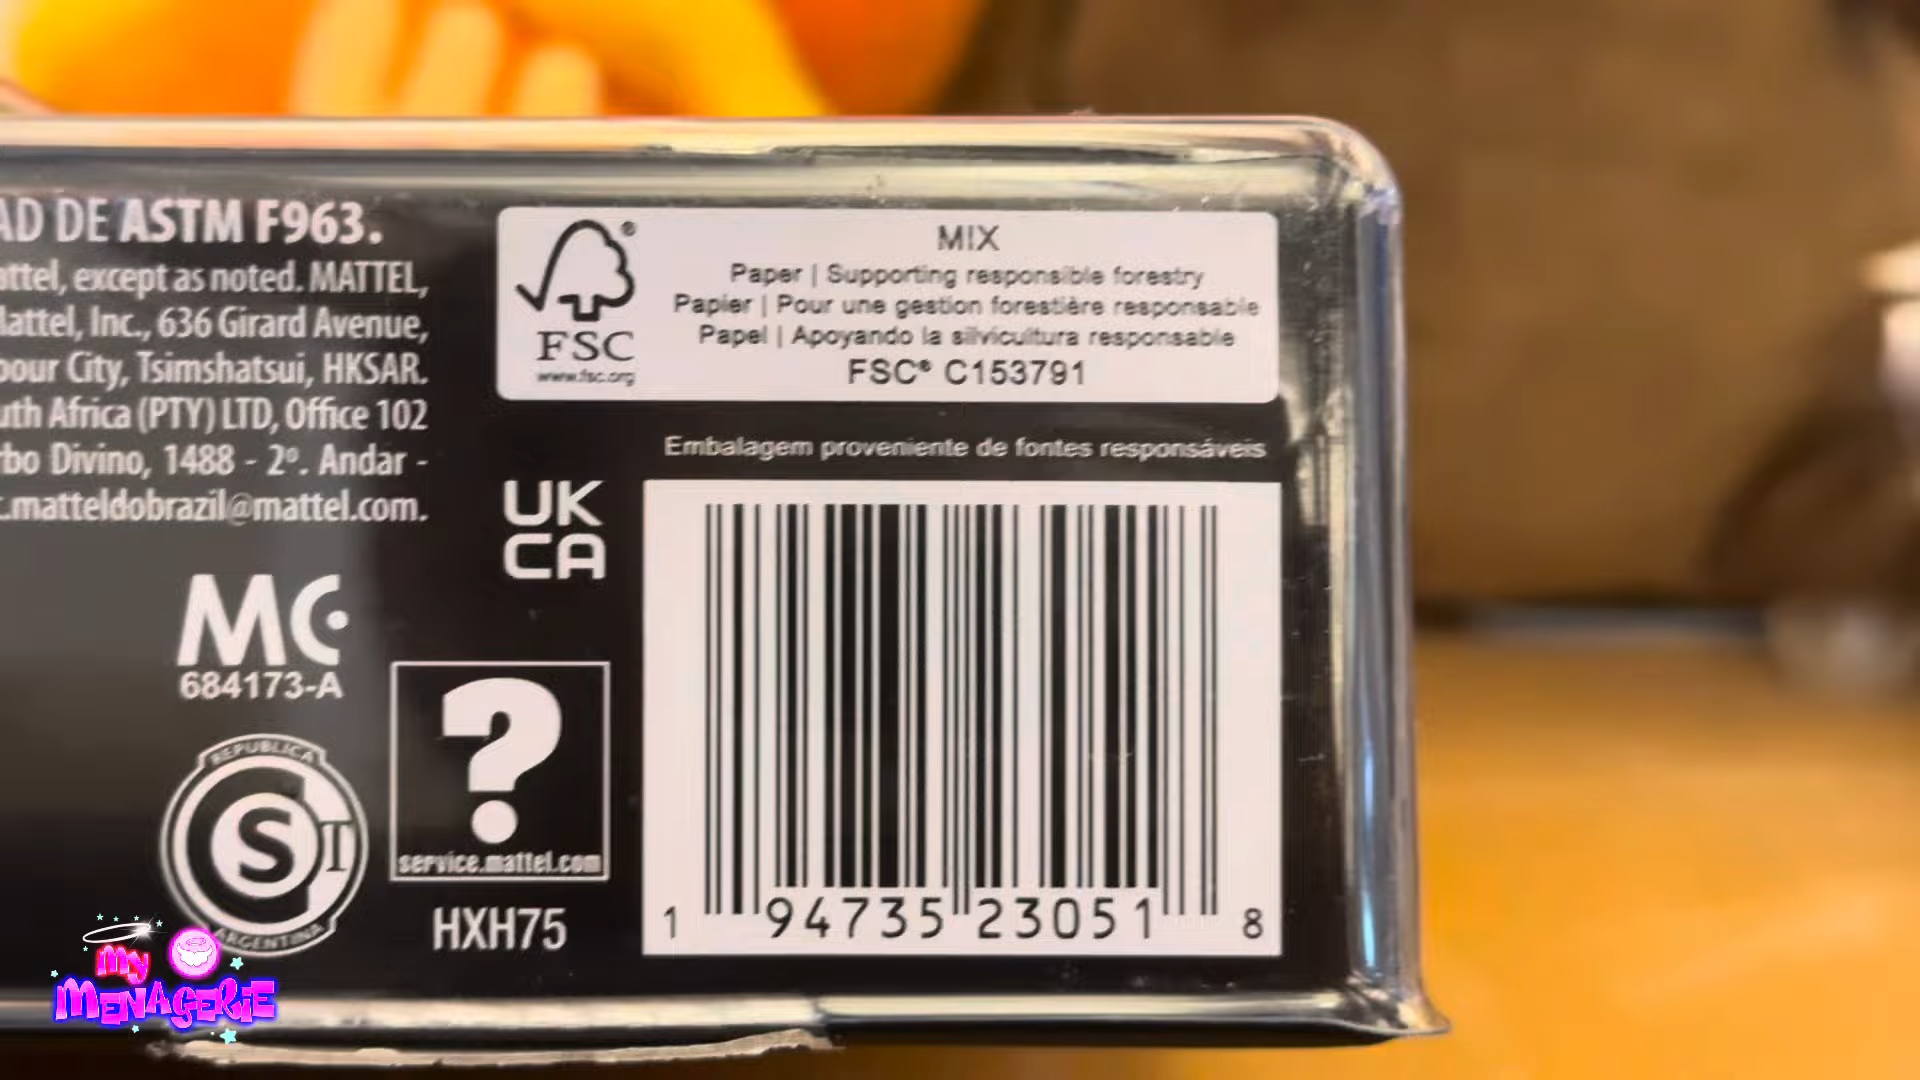 AD DE ASTM F963.
attel, except as noted. MATTEL,
Mattel, Inc., 636 Girard Avenue,
bour City, Tsimshatsui, HKSAR.
uth Africa (PTY) LTD, Office 102
rbo Divino, 1488 - 2º. Andar -
.matteldobrazil@mattel.com.
MC
684173-A
REPUBLICA
S
T
ARGENTINA
FSC®
www.fsc.org
MIX
Paper | Supporting responsible forestry
Papier | Pour une gestion forestière responsable
Papel | Apoyando la silvicultura responsable
FSC® C153791
Embalagem proveniente de fontes responsáveis
UK
CA
?
service.mattel.com
HXH75
1 94735 23051 8
My
MENAGERIE